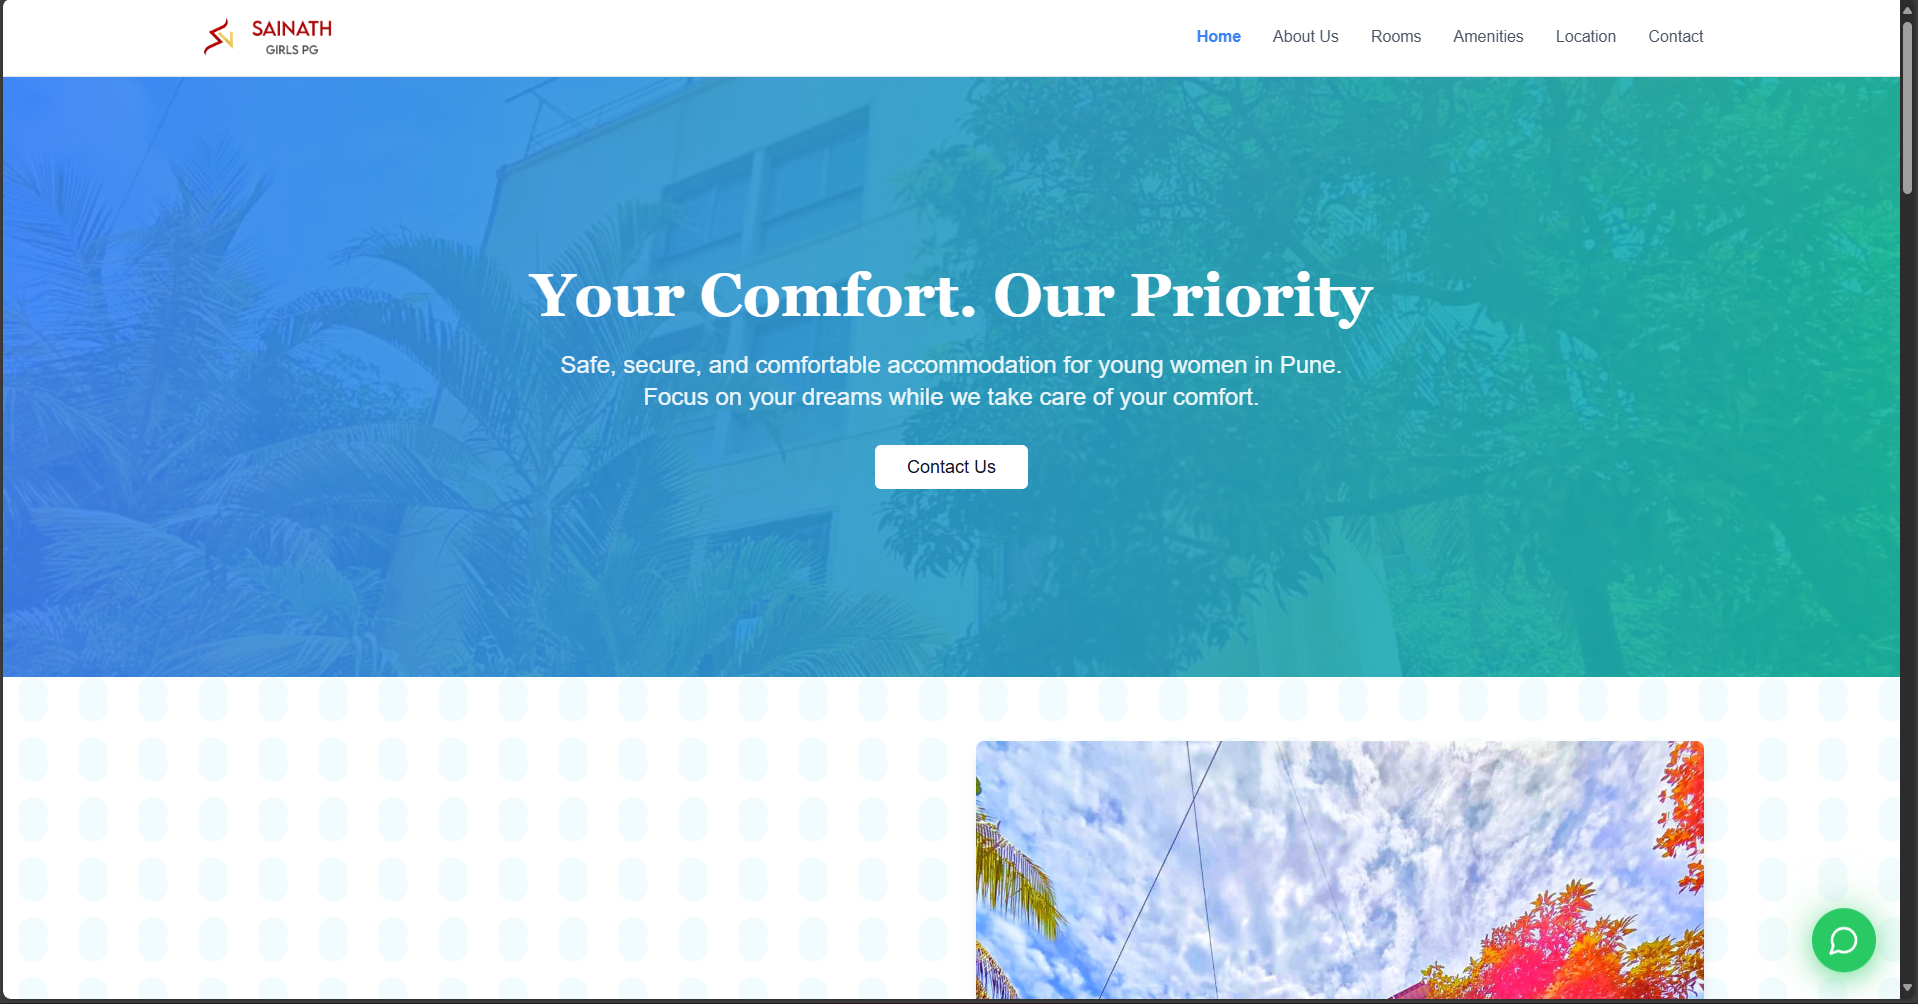 SAINATH
GIRLS PG
Home About Us Rooms Amenities Location Contact
Your Comfort. Our Priority
Safe, secure, and comfortable accommodation for young women in Pune.
Focus on your dreams while we take care of your comfort.
Contact Us